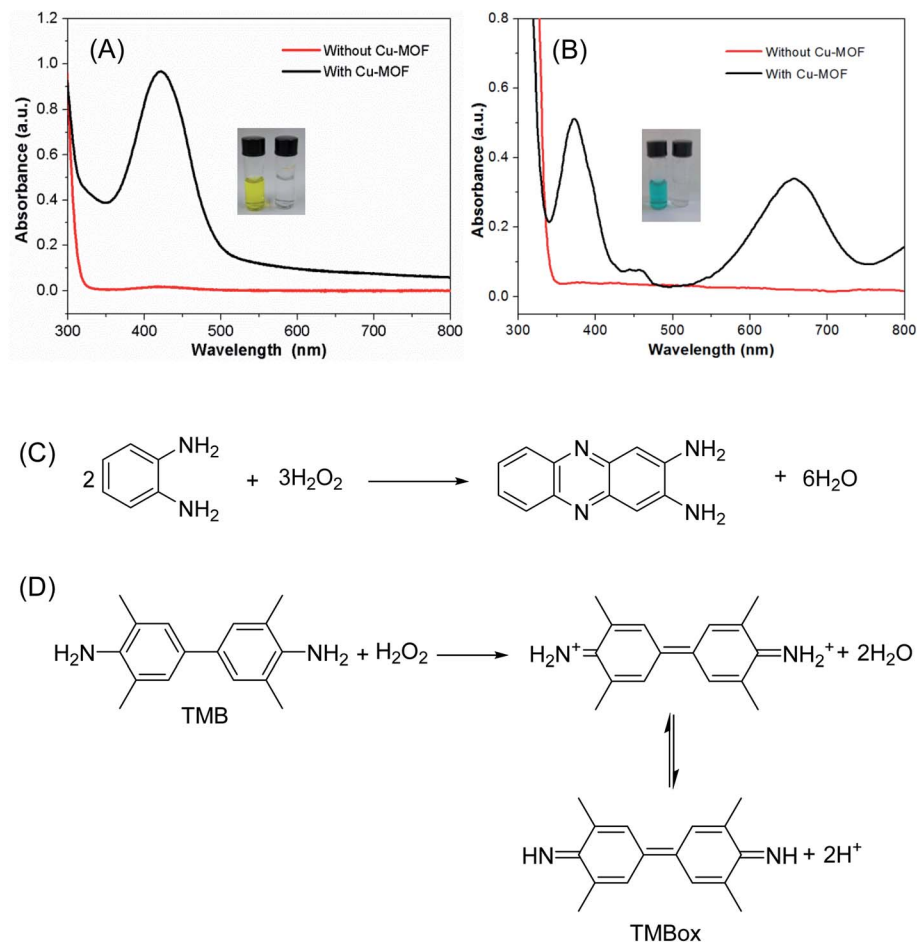 (A)
Without Cu-MOF
With Cu-MOF
Absorbance (a.u.)
1.2
1.0
0.8
0.6
0.4
0.2
0.0
300 400 500 600 700 800
Wavelength (nm)
(B)
Without Cu-MOF
With Cu-MOF
Absorbance (a.u.)
0.8
0.6
0.4
0.2
0.0
300 400 500 600 700 800
Wavelength (nm)
(C)
2
NH₂
NH₂
+ 3H₂O₂
N
N
NH₂
NH₂
+ 6H₂O
(D)
H₂N
NH₂ + H₂O₂
TMB
H₂N⁺
NH₂⁺ + 2H₂O
HN
NH + 2H⁺
TMBox